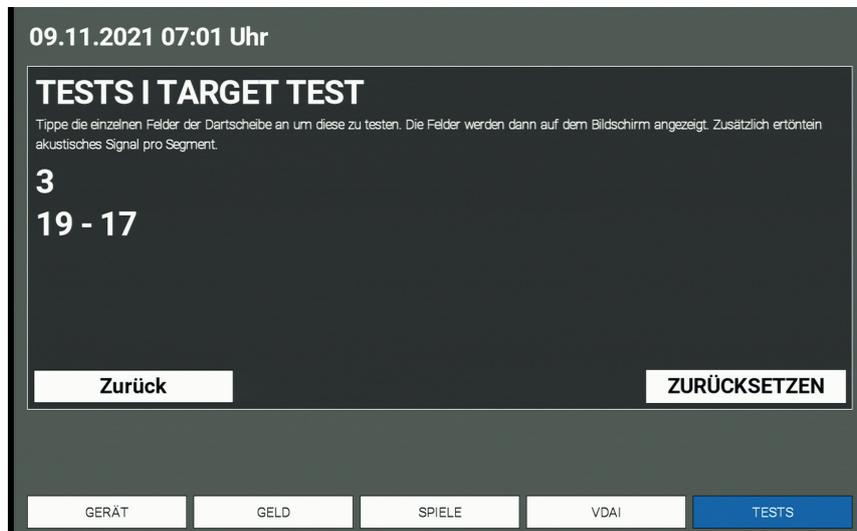 09.11.2021 07:01 Uhr
TESTS I TARGET TEST
Tippe die einzelnen Felder der Dartscheibe an um diese zu testen. Die Felder werden dann auf dem Bildschirm angezeigt. Zusätzlich ertöntein
akustisches Signal pro Segment.
3
19 - 17
Zurück
ZURÜCKSETZEN
GERÄT
GELD
SPIELE
VDAI
TESTS